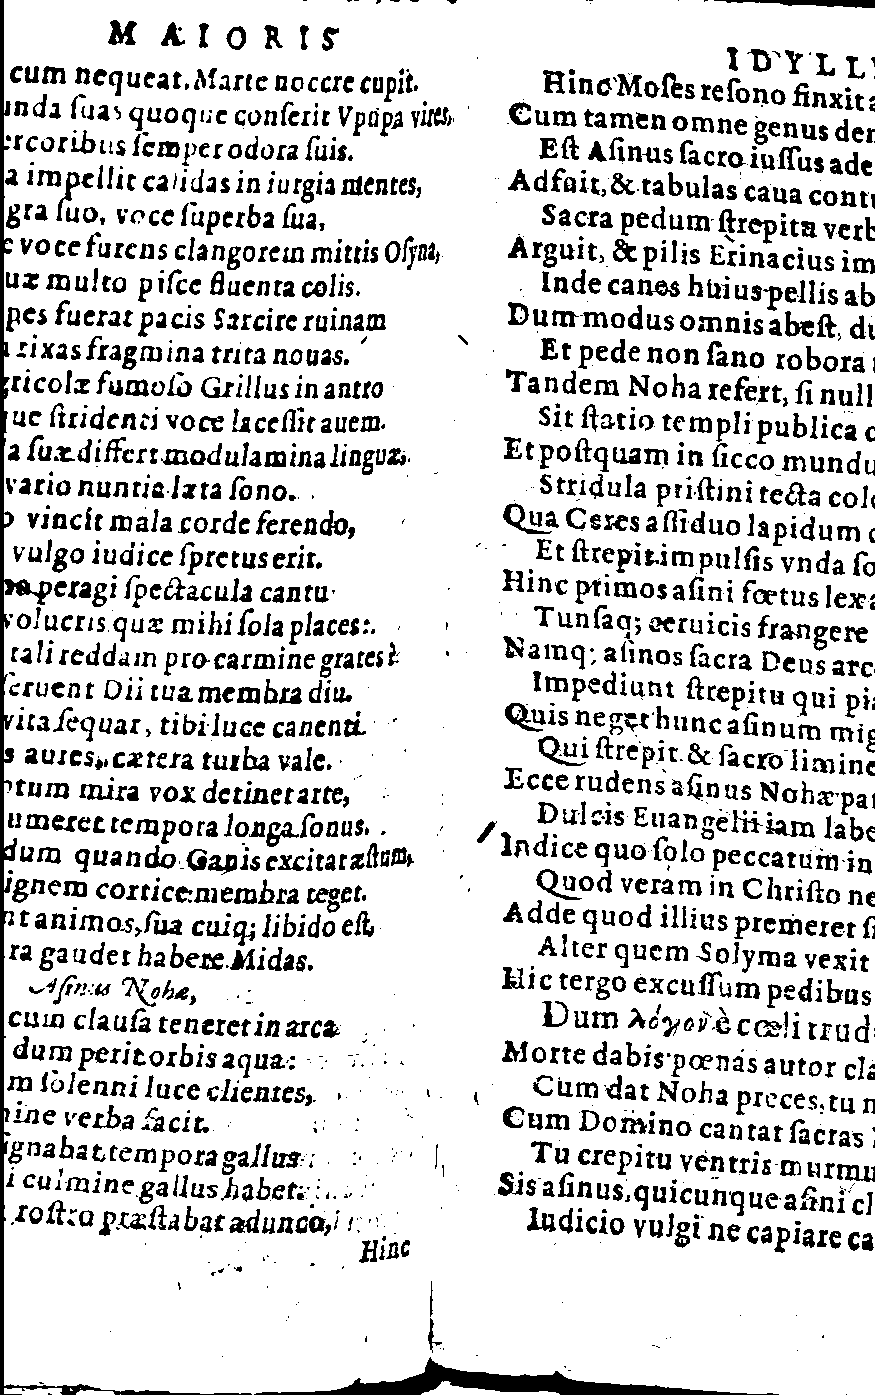 MAIORIS
cum nequeat, Marte nocere cupit.
unda ſuas quoque conſerit Vpupa vires,
ercoribus ſemper odora ſuis.
a impellit calidas in iurgia mentes,
gra ſuo, voce ſuperba ſua,
e voce furens clangorem mittis Oſyna,
uæ multo piſce fluenta colis.
pes fuerat pacis Sarcire ruinam
rixas fragmina trita nouas.
gricolæ fumoſo Grillus in antro
ue ſtridenti voce laceſſit auem.
a ſuæ differt modulamina linguæ,
vario nuntia læta ſono.
o vincit mala corde ferendo,
vulgo iudice ſpretus erit.
peragi ſpectacula cantu
volucris quæ mihi ſola places:
tali reddam pro carmine grates?
ſeruent Dii tua membra diu.
vita ſequar, tibi luce canenti
s aures, cætera turba vale.
otum mira vox detinet arte,
umeret tempora longa ſonus.
dum quando Gapis excitat æſtum,
ignem cortice membra teget.
nt animos, ſua cuiq; libido eſt,
ra gaudet habere Midas.
Aſinus Nohæ,
cum clauſa teneret in arca
dum perit orbis aqua:
m ſolenni luce clientes,
ine verba facit.
ignabat tempora gallus
i culmine gallus habet:
roſtro præſtabat adunco,
Hinc
IDYLL
Hinc Moſes reſono finxit
Cum tamen omne genus
Eſt Aſinus ſacro iuſſus ade
Adfuit, & tabulas caua cont
Sacra pedum ſtrepitu verb
Arguit, & pilis Erinacius im
Inde canes huius pellis ab
Dum modus omnis abeſt, du
Et pede non ſano robora
Tandem Noha refert, ſi null
Sit ſtatio templi publica
Et poſtquam in ſicco mundu
Stridula priſtini tecta col
Qua Ceres aſſiduo lapidum
Et ſtrepit impulſis vnda ſo
Hinc primos aſini fœtus lex
Tunſaq; ceruicis frangere
Namq; aſinos ſacra Deus arc
Impediunt ſtrepitu qui pi
Quis neget hunc aſinum mig
Qui ſtrepit & ſacro limine
Ecce rudens aſinus Nohæ pa
Dulcis Euangelii iam labe
Indice quo ſolo peccatum in
Quod veram in Chriſto ne
Adde quod illius premeret ſi
Alter quem Solyma vexit
Hic tergo excuſſum pedibus
Dum λόγον è cœli trud
Morte dabis pœnas autor cla
Cum dat Noha preces, tu
Cum Domino cantat ſacras
Tu crepitu ventris murmu
Sis aſinus, quicunque aſini cl
Iudicio vulgi ne capiare ca